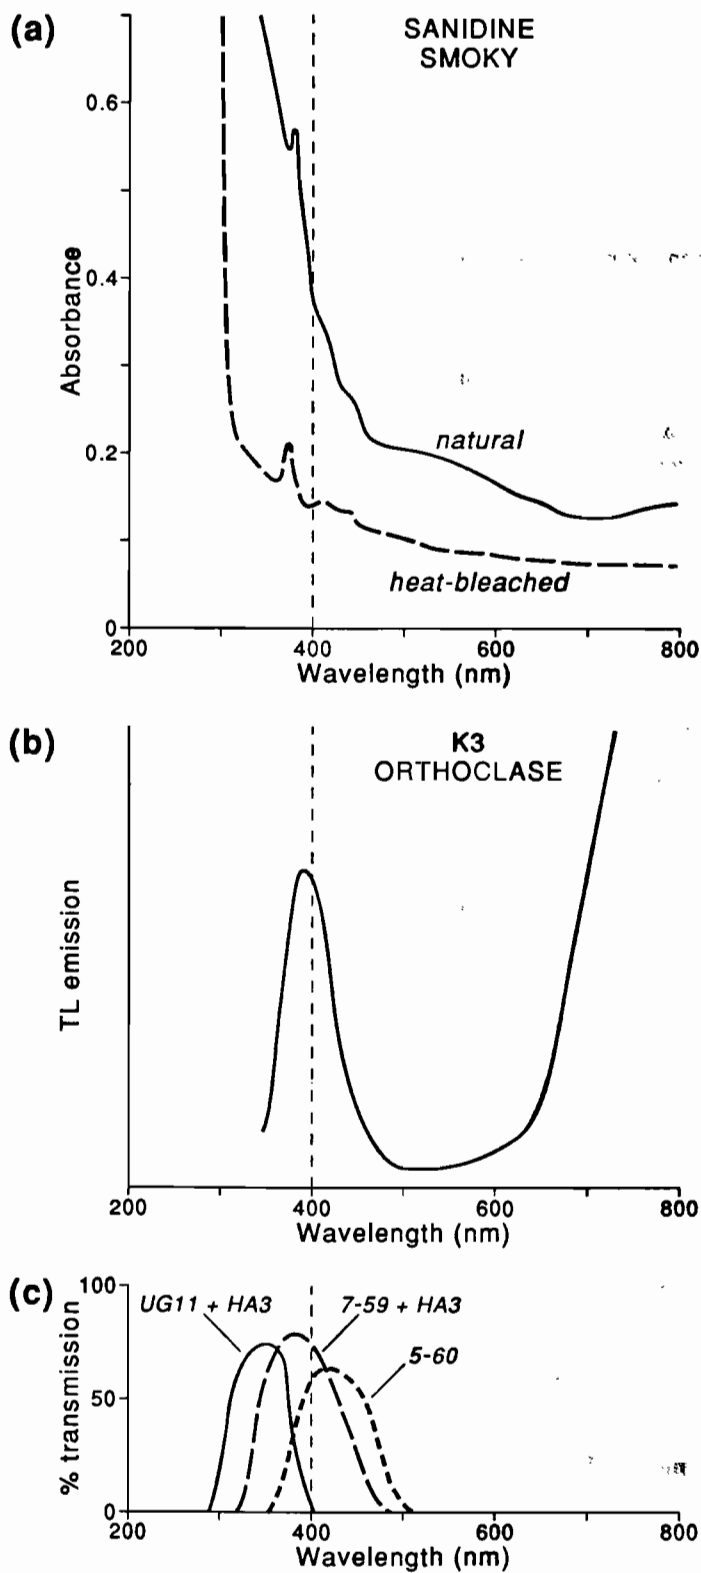 (a)
SANIDINE
SMOKY
0.6
0.4
0.2
0
Absorbance
natural
heat-bleached
200 400 600 800
Wavelength (nm)
(b)
K3
ORTHOCLASE
TL emission
200 400 600 800
Wavelength (nm)
(c)
100
50
0
% transmission
UG11 + HA3
7-59 + HA3
5-60
200 400 600 800
Wavelength (nm)